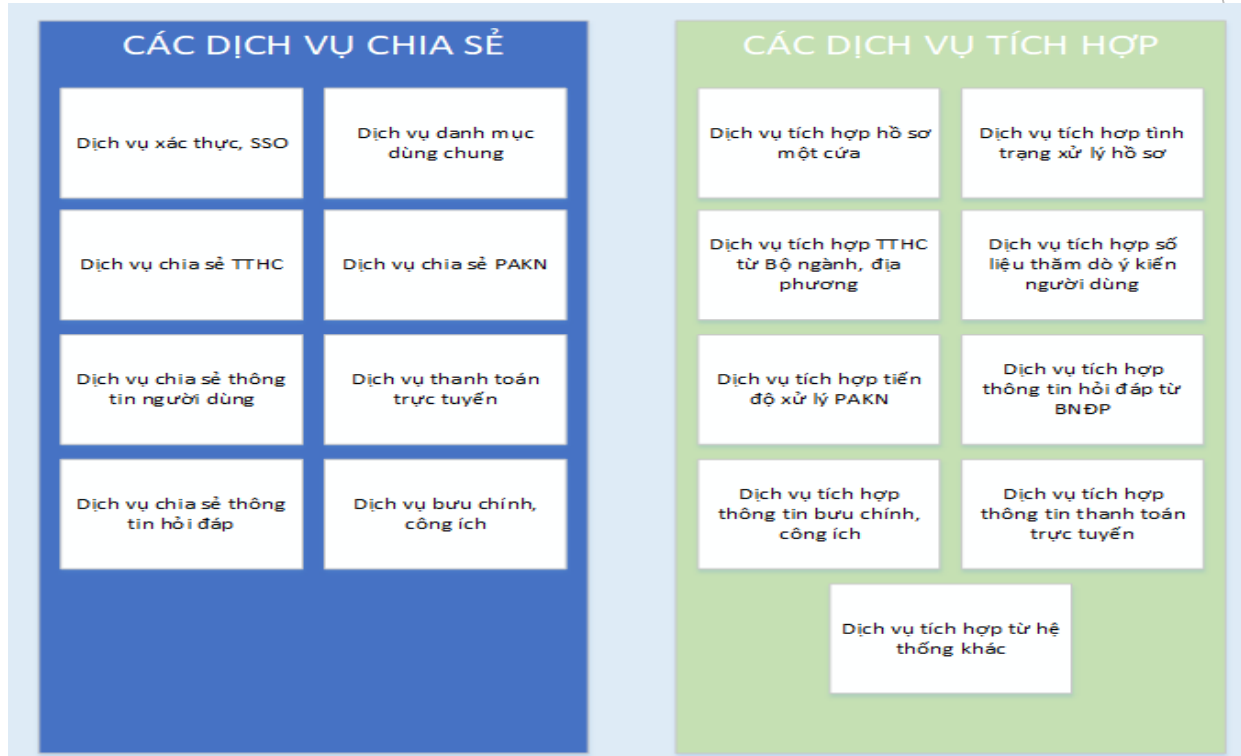 CÁC DỊCH VỤ CHIA SẺ
Dịch vụ xác thực, SSO
Dịch vụ danh mục
dùng chung
Dịch vụ chia sẻ TTHC
Dịch vụ chia sẻ PAKN
Dịch vụ chia sẻ thông
tin người dùng
Dịch vụ thanh toán
trực tuyến
Dịch vụ chia sẻ thông
tin hỏi đáp
Dịch vụ bưu chính,
công ích
CÁC DỊCH VỤ TÍCH HỢP
Dịch vụ tích hợp hồ sơ
một cửa
Dịch vụ tích hợp tình
trạng xử lý hồ sơ
Dịch vụ tích hợp TTHC
từ Bộ ngành, địa
phương
Dịch vụ tích hợp số
liệu thăm dò ý kiến
người dùng
Dịch vụ tích hợp tiến
độ xử lý PAKN
Dịch vụ tích hợp
thông tin hỏi đáp từ
BNĐP
Dịch vụ tích hợp
thông tin bưu chính,
công ích
Dịch vụ tích hợp
thông tin thanh toán
trực tuyến
Dịch vụ tích hợp từ hệ
thống khác